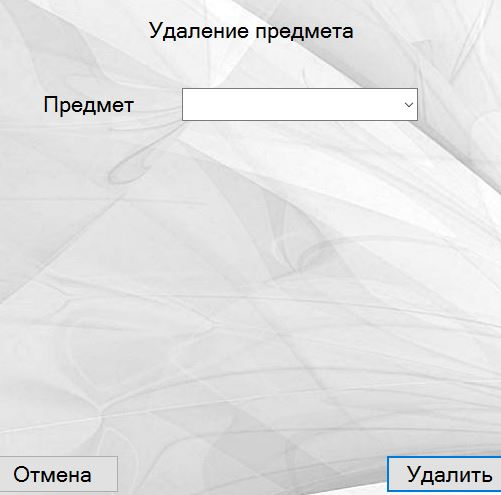 Удаление предмета
Предмет
Отмена
Удалить